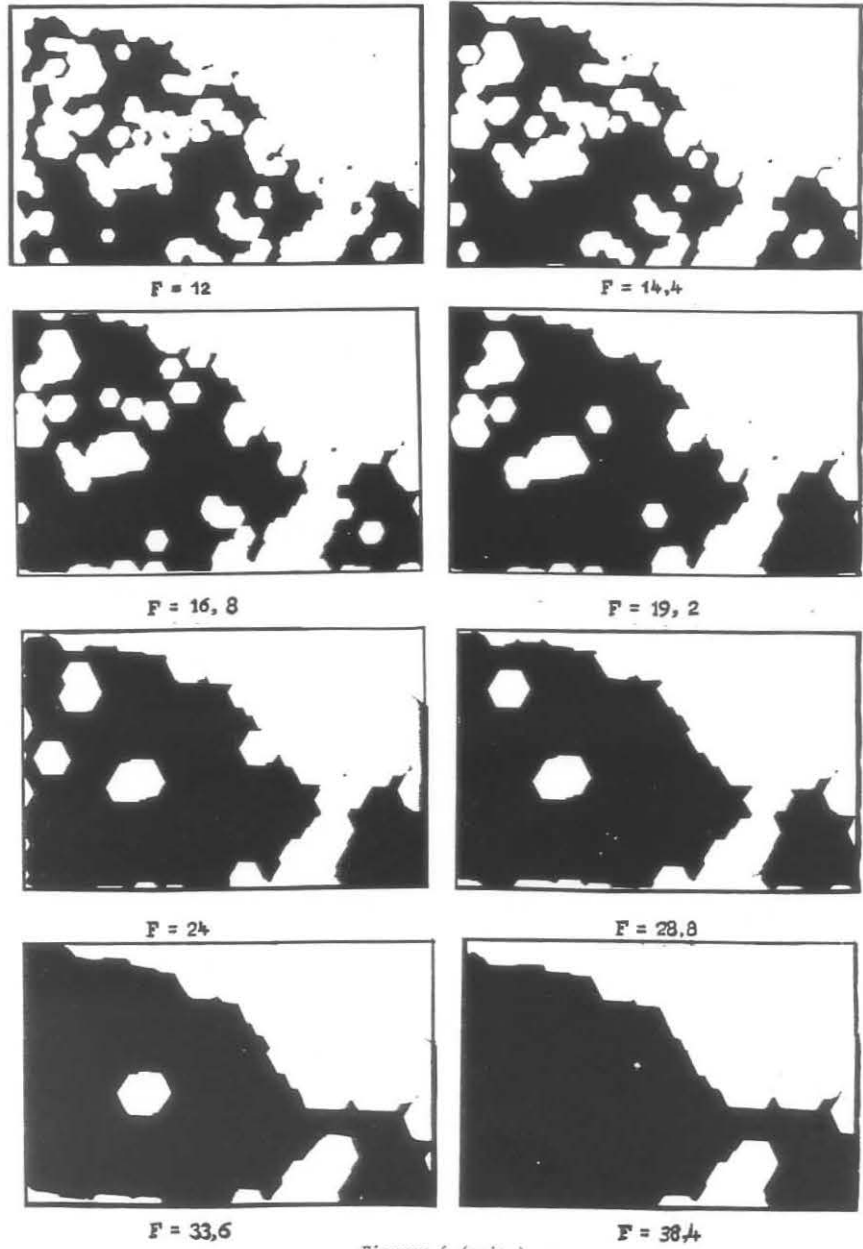 F = 12
F = 14,4
F = 16,8
F = 19,2
F = 24
F = 28,8
F = 33,6
F = 38,4